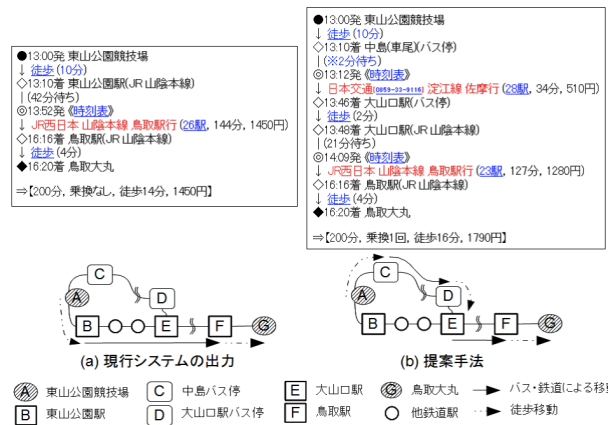 ●13:00発 東山公園競技場
↓ 徒歩 (10分)
◇13:10着 東山公園駅(JR山陰本線)
| (42分待ち)
◎13:52発 《時刻表》
↓ JR西日本 山陰本線 鳥取駅行 (26駅, 144分, 1450円)
◇16:16着 鳥取駅(JR山陰本線)
↓ 徒歩 (4分)
◆16:20着 鳥取大丸
⇒【200分, 乗換なし, 徒歩14分, 1450円】
●13:00発 東山公園競技場
↓ 徒歩 (10分)
◇13:10着 中島(車尾)(バス停)
| (※2分待ち)
◎13:12発 《時刻表》
↓ 日本交通[0859-33-9116] 淀江線 佐摩行 (28駅, 34分, 510円)
◇13:46着 大山口駅(バス停)
↓ 徒歩 (2分)
◇13:48着 大山口駅(JR山陰本線)
| (21分待ち)
◎14:09発 《時刻表》
↓ JR西日本 山陰本線 鳥取駅行 (23駅, 127分, 1280円)
◇16:16着 鳥取駅(JR山陰本線)
↓ 徒歩 (4分)
◆16:20着 鳥取大丸
⇒【200分, 乗換1回, 徒歩16分, 1790円】
C
A
D
B
E
F
G
(a) 現行システムの出力
C
A
D
B
E
F
G
(b) 提案手法
A 東山公園競技場
C 中島バス停
E 大山口駅
G 鳥取大丸
バス・鉄道による移動
B 東山公園駅
D 大山口駅バス停
F 鳥取駅
他鉄道駅
徒歩移動